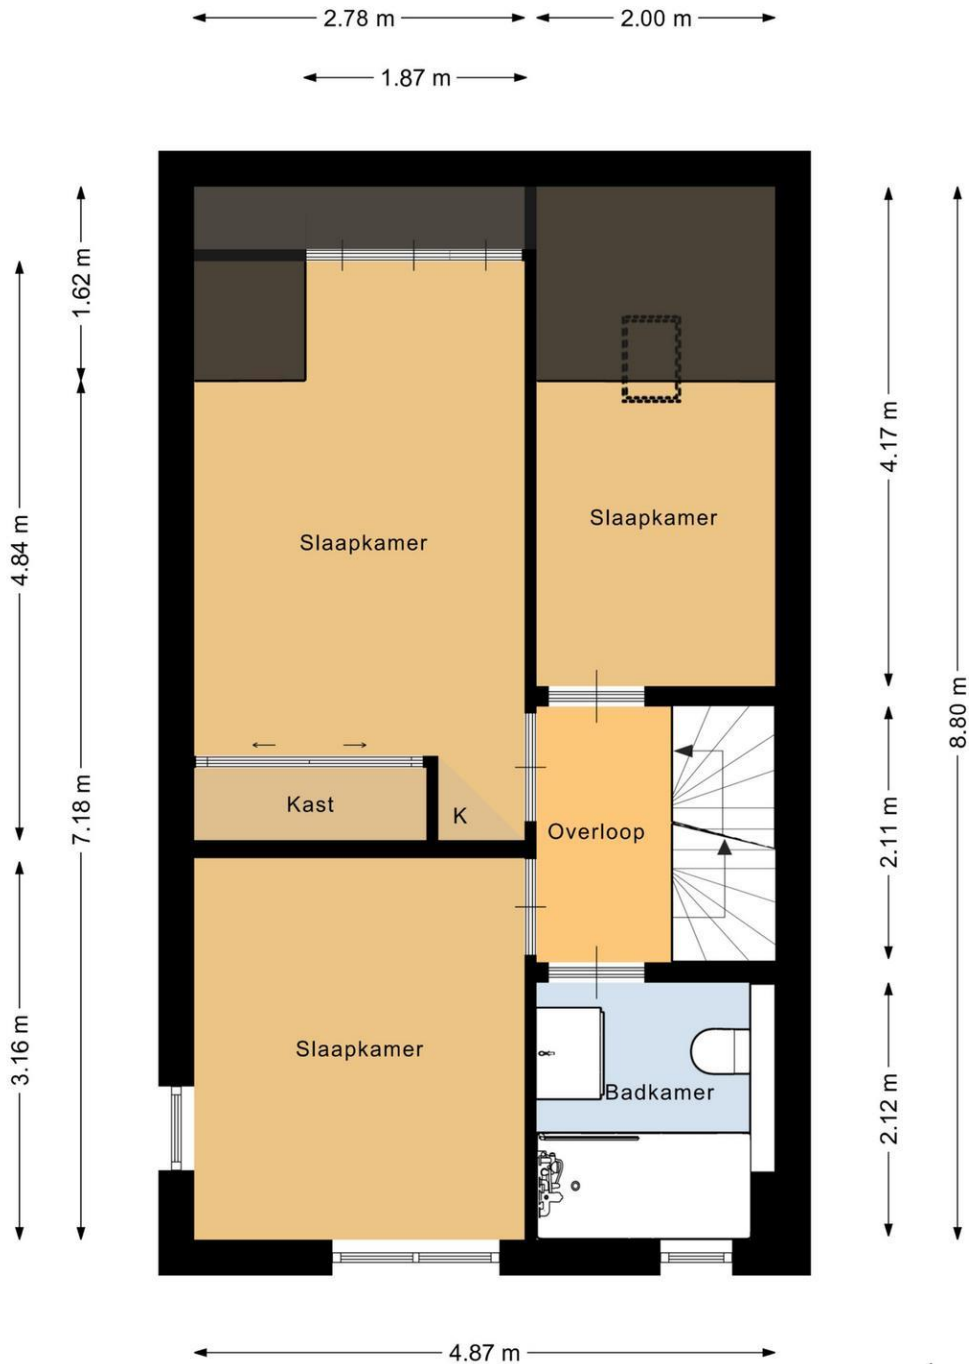 2.78 m
2.00 m
1.87 m
1.62 m
4.17 m
4.84 m
Slaapkamer
Slaapkamer
8.80 m
7.18 m
Kast
K
Overloop
2.11 m
3.16 m
Slaapkamer
Badkamer
2.12 m
4.87 m